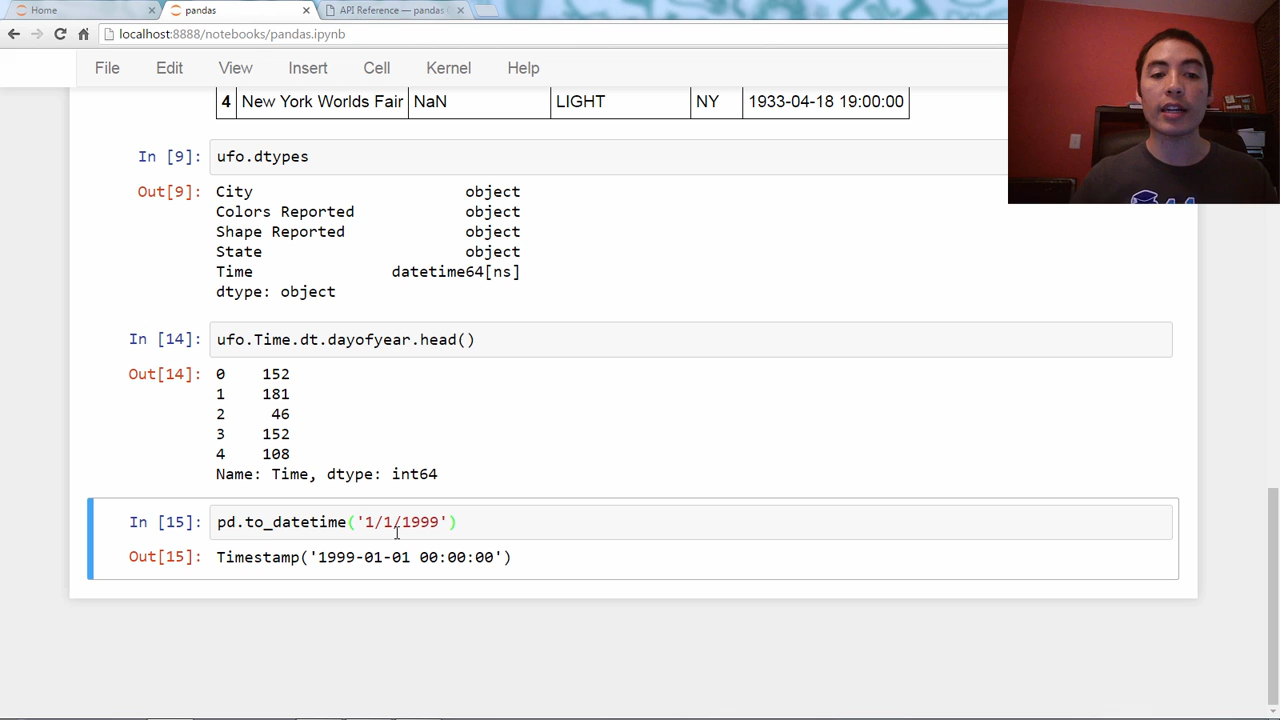 Home
pandas
API Reference — pandas
localhost:8888/notebooks/pandas.ipynb
File Edit View Insert Cell Kernel Help
4 New York Worlds Fair NaN LIGHT NY 1933-04-18 19:00:00
In [9]: ufo.dtypes
Out[9]: City object
Colors Reported object
Shape Reported object
State object
Time datetime64[ns]
dtype: object
In [14]: ufo.Time.dt.dayofyear.head()
Out[14]: 0 152
1 181
2 46
3 152
4 108
Name: Time, dtype: int64
In [15]: pd.to_datetime('1/1/1999')
Out[15]: Timestamp('1999-01-01 00:00:00')